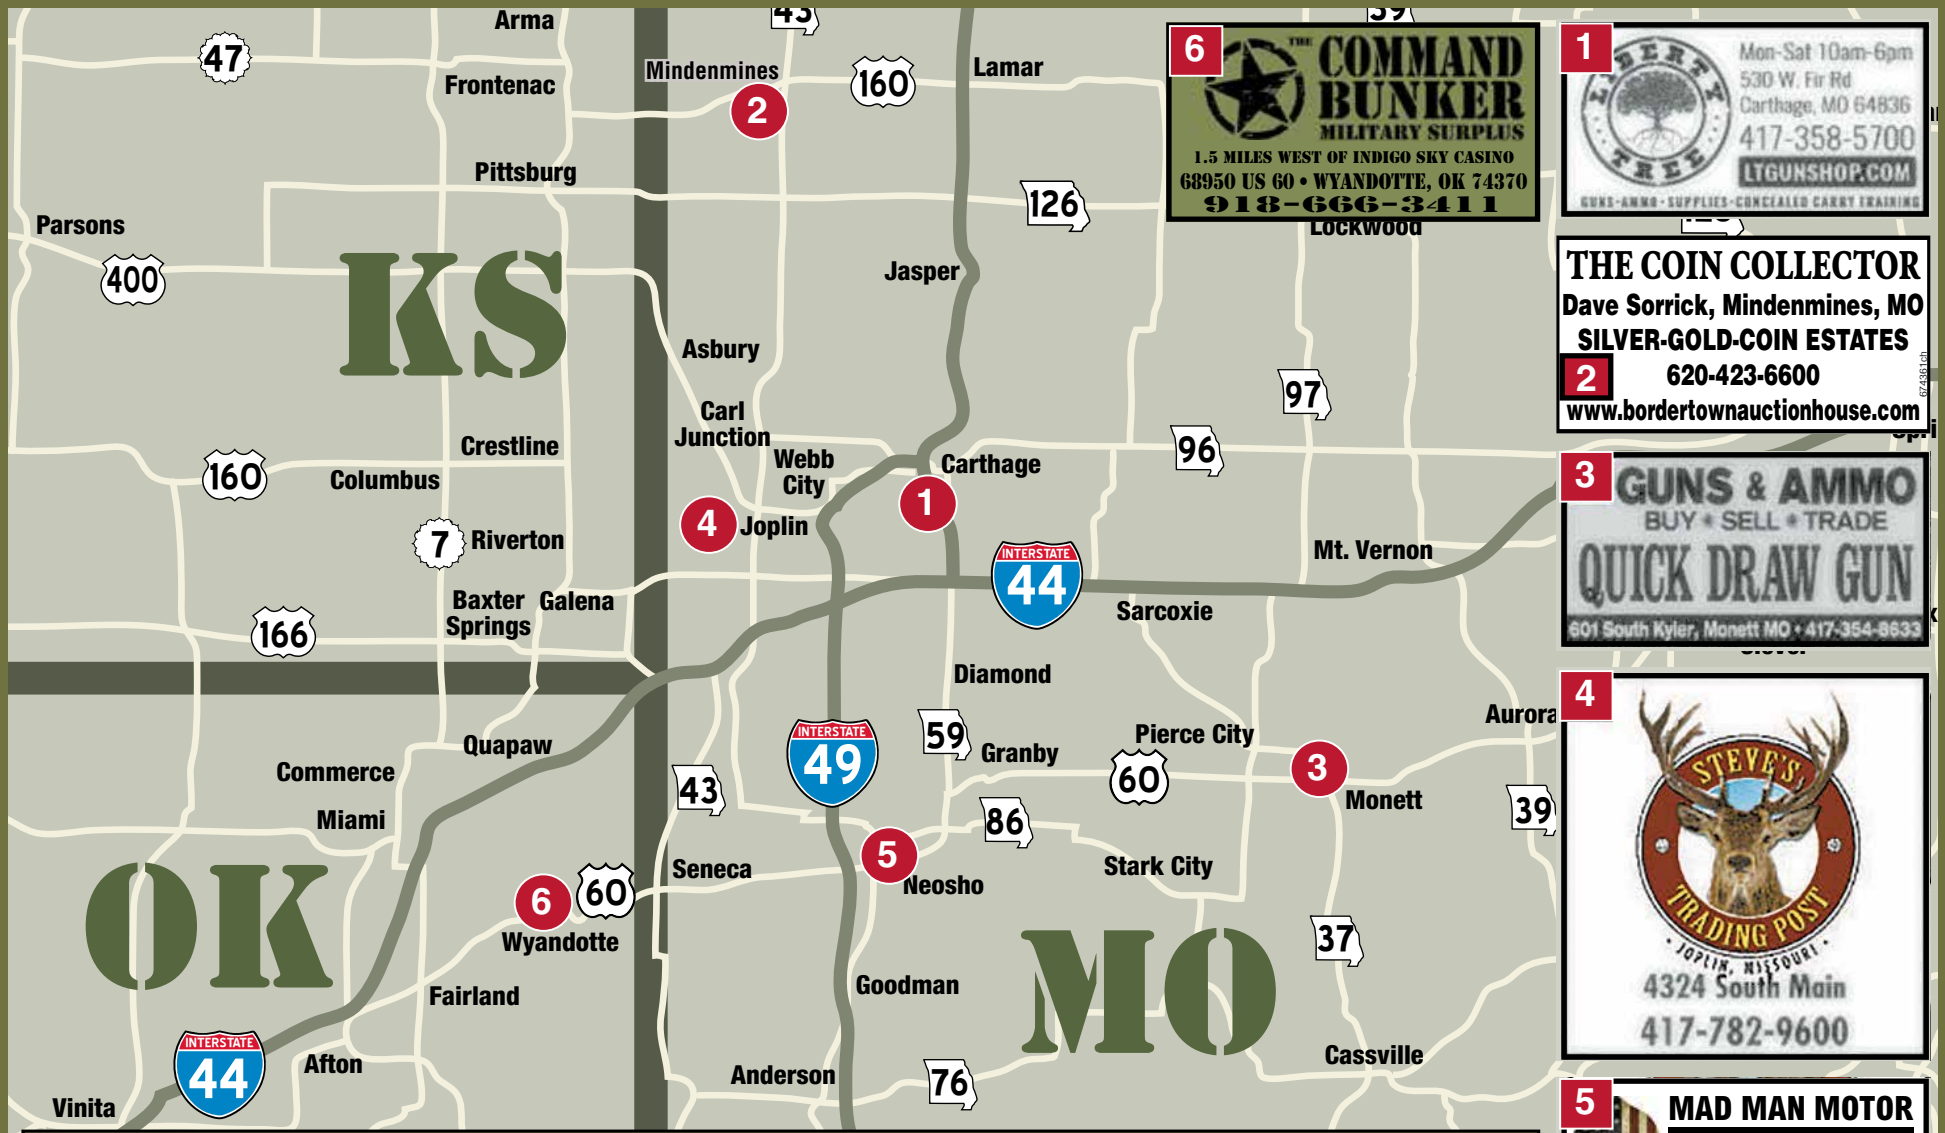 Arma
43
39
47
Mindenmines
160
Lamar
Frontenac
2
Pittsburg
126
Parsons
400
KS
Jasper
Lockwood
Asbury
97
Carl
Junction
96
Crestline
Webb
City
Carthage
160
Columbus
1
4
Joplin
7
Riverton
INTERSTATE
44
Mt. Vernon
Baxter
Springs
Galena
Sarcoxie
166
Diamond
Aurora
Quapaw
INTERSTATE
49
59
Granby
Pierce City
60
3
Monett
Commerce
43
86
39
Miami
5
Neosho
Stark City
Seneca
OK
6
60
Wyandotte
MO
37
Goodman
Fairland
INTERSTATE
44
Afton
Anderson
76
Cassville
Vinita
6
THE COMMAND
BUNKER
MILITARY SURPLUS
1.5 MILES WEST OF INDIGO SKY CASINO
68950 US 60 • WYANDOTTE, OK 74370
918-666-3411
1
LIBERTY
TREE
Mon-Sat 10am-6pm
530 W. Fir Rd
Carthage, MO 64836
417-358-5700
LTGUNSHOP.COM
GUNS-AMMO-SUPPLIES-CONCEALED CARRY TRAINING
THE COIN COLLECTOR
Dave Sorrick, Mindenmines, MO
SILVER-GOLD-COIN ESTATES
2
620-423-6600
www.bordertownauctionhouse.com
674361ch
3
GUNS & AMMO
BUY • SELL • TRADE
QUICK DRAW GUN
601 South Kyler, Monett MO • 417-354-8633
4
STEVE'S
TRADING POST
• JOPLIN, MISSOURI •
4324 South Main
417-782-9600
5
MAD MAN MOTOR